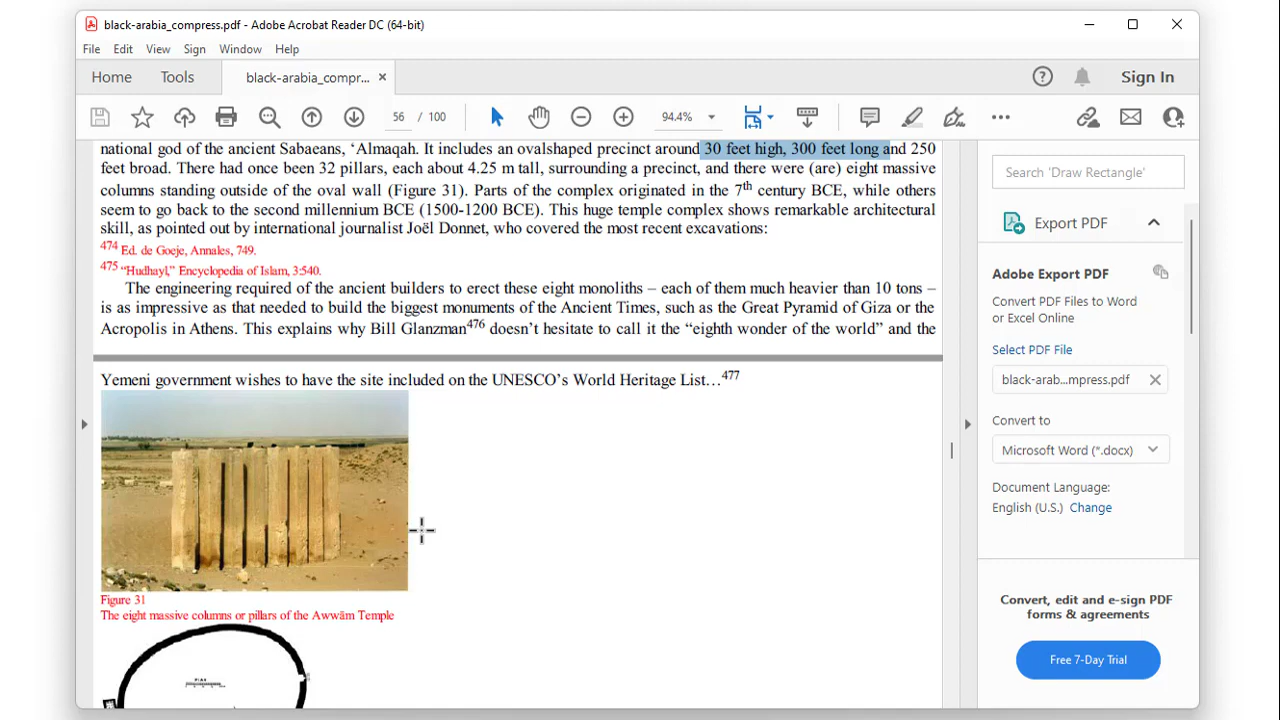 black-arabia_compress.pdf - Adobe Acrobat Reader DC (64-bit)
File Edit View Sign Window Help
Home Tools black-arabia_compr... × Sign In
56 / 100 94.4%
national god of the ancient Sabaeans, ‘Almaqah. It includes an ovalshaped precinct around 30 feet high, 300 feet long and 250
feet broad. There had once been 32 pillars, each about 4.25 m tall, surrounding a precinct, and there were (are) eight massive
columns standing outside of the oval wall (Figure 31). Parts of the complex originated in the 7th century BCE, while others
seem to go back to the second millennium BCE (1500-1200 BCE). This huge temple complex shows remarkable architectural
skill, as pointed out by international journalist Joël Donnet, who covered the most recent excavations:
474 Ed. de Goeje, Annales, 749.
475 “Hudhayl,” Encyclopedia of Islam, 3:540.
The engineering required of the ancient builders to erect these eight monoliths – each of them much heavier than 10 tons –
is as impressive as that needed to build the biggest monuments of the Ancient Times, such as the Great Pyramid of Giza or the
Acropolis in Athens. This explains why Bill Glanzman476 doesn’t hesitate to call it the “eighth wonder of the world” and the
Yemeni government wishes to have the site included on the UNESCO’s World Heritage List…477
Figure 31
The eight massive columns or pillars of the Awwām Temple
Search 'Draw Rectangle'
Export PDF
Adobe Export PDF
Convert PDF Files to Word
or Excel Online
Select PDF File
black-arab...mpress.pdf
Convert to
Microsoft Word (*.docx)
Document Language:
English (U.S.) Change
Convert, edit and e-sign PDF
forms & agreements
Free 7-Day Trial